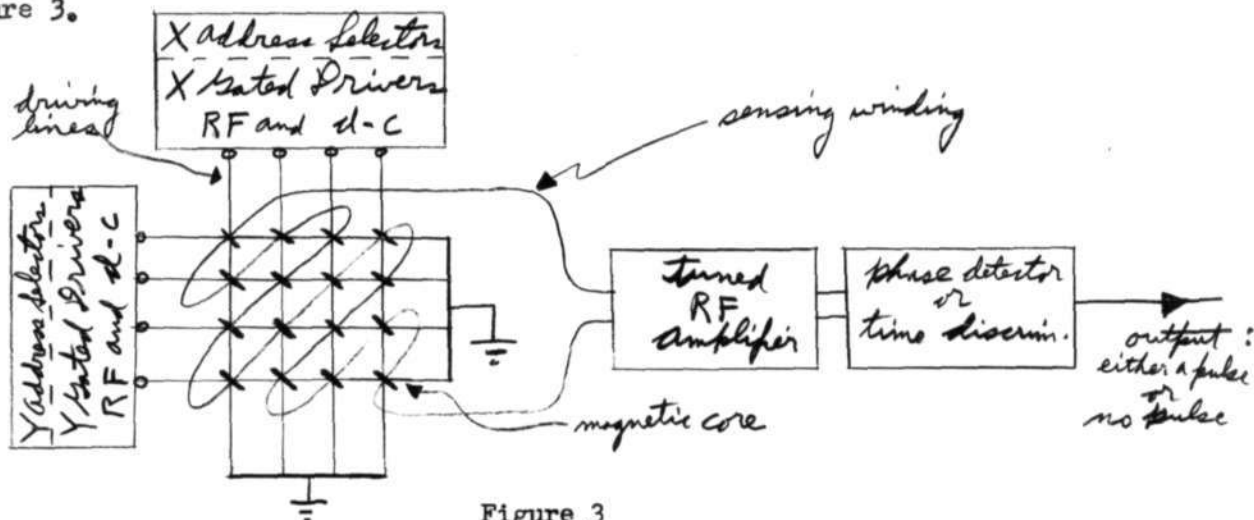 re 3.
X address Selectors
X Gated Drivers
RF and d-c
driving
lines
sensing winding
Y address Selectors
Y Gated Drivers
RF and d-c
tuned
RF
amplifier
phase detector
or
time discrim.
output:
either a pulse
or
no pulse
magnetic core
Figure 3